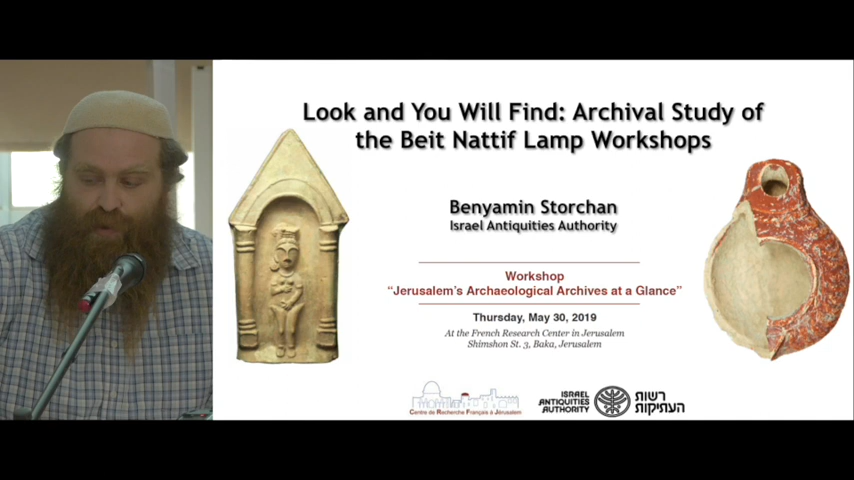 Look and You Will Find: Archival Study of
the Beit Nattif Lamp Workshops
Benyamin Storchan
Israel Antiquities Authority
Workshop
“Jerusalem’s Archaeological Archives at a Glance”
Thursday, May 30, 2019
At the French Research Center in Jerusalem
Shimshon St. 3, Baka, Jerusalem
Centre de Recherche Français à Jérusalem
ISRAEL
ANTIQUITIES
AUTHORITY
רשות
העתיקות